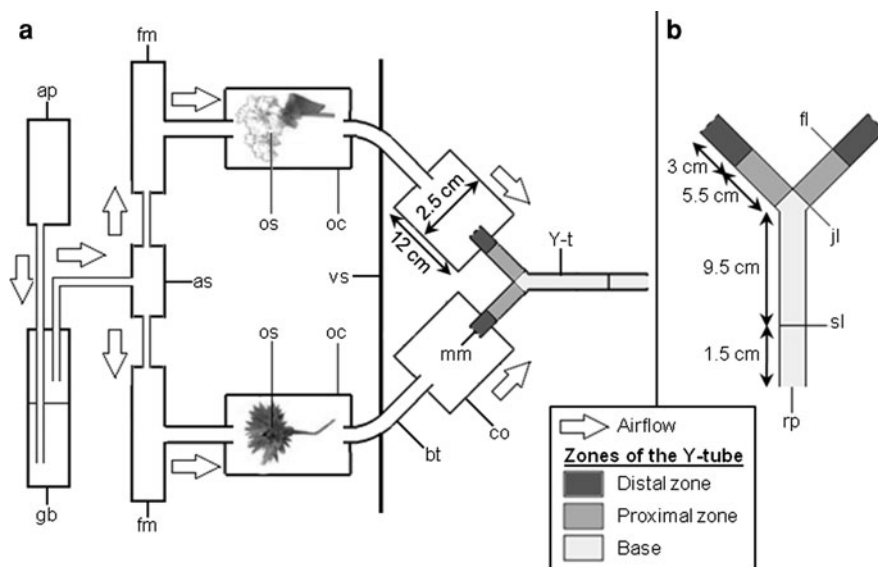 a
fm
ap
os
oc
2.5 cm
12 cm
as
vs
Y-t
os
oc
mm
co
bt
gb
fm
b
fl
3 cm
5.5 cm
jl
9.5 cm
sl
1.5 cm
rp
Airflow
Zones of the Y-tube
Distal zone
Proximal zone
Base